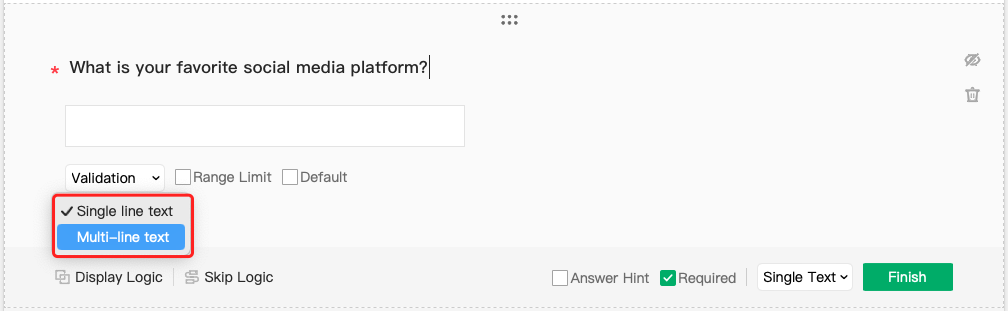 * What is your favorite social media platform?
Validation Range Limit Default
✓ Single line text
Multi-line text
Display Logic Skip Logic Answer Hint Required Single Text Finish